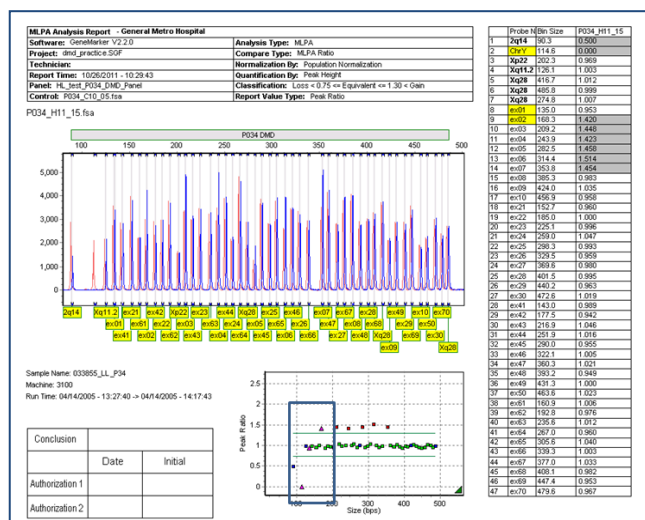 MLPA Analysis Report - General Metro Hospital
Software: GeneMarker V2.2.0 Analysis Type: MLPA
Project: dmd_practice.SGF Compare Type: MLPA Ratio
Technician: Normalization By: Population Normalization
Report Time: 10/26/2011 - 10:29:43 Quantification By: Peak Height
Panel: HL_test_P034_DMD_Panel Classification: Loss < 0.75 <= Equivalent <= 1.30 < Gain
Control: P034_C10_05.fsa Report Value Type: Peak Ratio
P034_H11_15.fsa
P034 DMD
100 200 300 400 500
5,000
4,000
3,000
2,000
1,000
0
2q14 Xq11.2 ex21 ex42 Xp22 ex23 ex44 Xq28 ex25 ex46 ex07 ex67 ex28 ex49 ex10 ex70
ex01 ex61 ex22 ex03 ex63 ex24 ex05 ex65 ex26 ex47 ex08 ex68 ex29 ex50 Xq28
ex41 ex02 ex62 ex43 ex04 ex64 ex45 ex06 ex66 ex27 ex48 Xq28 ex69 ex30
ex09
Sample Name: 033855_LL_P34
Machine: 3100
Run Time: 04/14/2005 - 13:27:40 -> 04/14/2005 - 14:17:43
Conclusion
Date Initial
Authorization 1
Authorization 2
Peak Ratio
2.5
2
1.5
1
0.5
0
100 200 300 400 500
Size (bps)
Probe N Bin Size P034_H11_15
1 2q14 90.3 0.500
2 ChrY 114.6 0.000
3 Xp22 202.3 0.969
4 Xq11.2 126.1 1.003
5 Xq28 416.7 1.012
6 Xq28 485.8 0.999
7 Xq28 274.8 1.007
8 ex01 135.0 0.953
9 ex02 168.3 1.420
10 ex03 209.2 1.448
11 ex04 243.9 1.423
12 ex05 282.5 1.458
13 ex06 314.4 1.514
14 ex07 353.8 1.454
15 ex08 385.3 0.983
16 ex09 424.0 1.035
17 ex10 456.9 0.958
18 ex21 152.7 0.960
19 ex22 185.0 1.000
20 ex23 225.1 0.996
21 ex24 259.0 1.047
22 ex25 298.3 0.993
23 ex26 329.5 0.959
24 ex27 369.6 0.980
25 ex28 401.5 0.995
26 ex29 440.2 0.963
27 ex30 472.6 1.019
28 ex41 143.0 0.989
29 ex42 177.5 0.942
30 ex43 216.9 1.046
31 ex44 251.9 1.016
32 ex45 290.0 0.955
33 ex46 322.1 1.005
34 ex47 360.3 1.021
35 ex48 393.2 0.949
36 ex49 431.3 1.000
37 ex50 463.6 1.023
38 ex61 160.9 1.006
39 ex62 192.8 0.976
40 ex63 235.6 1.012
41 ex64 267.0 0.960
42 ex65 305.6 1.040
43 ex66 339.3 1.003
44 ex67 377.0 1.033
45 ex68 408.1 0.982
46 ex69 447.4 0.953
47 ex70 479.6 0.967